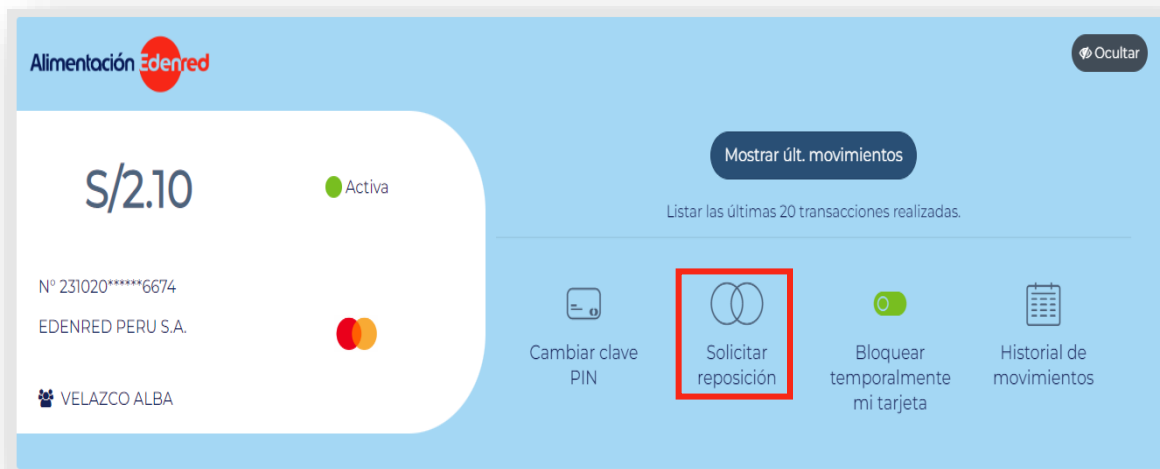 Alimentación Edenred
Ocultar
S/2.10
Activa
N° 231020******6674
EDENRED PERU S.A.
VELAZCO ALBA
Mostrar últ. movimientos
Listar las últimas 20 transacciones realizadas.
Cambiar clave
PIN
Solicitar
reposición
Bloquear
temporalmente
mi tarjeta
Historial de
movimientos